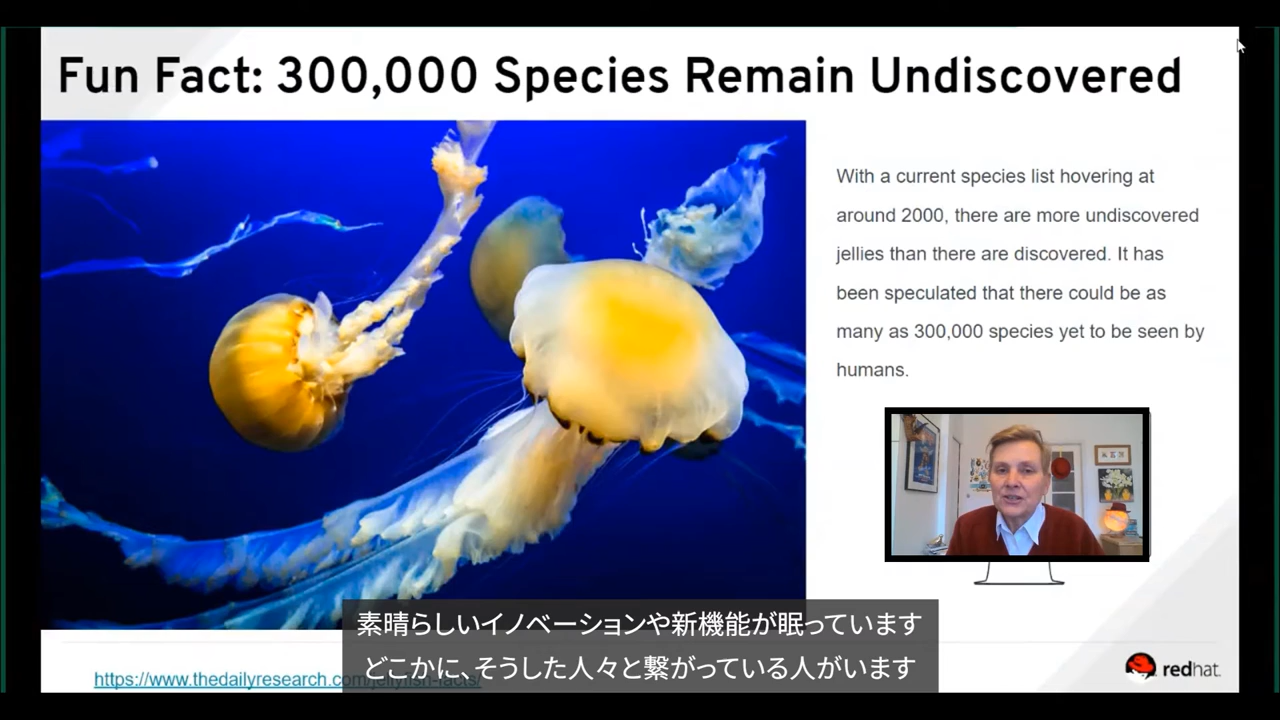 Fun Fact: 300,000 Species Remain Undiscovered
With a current species list hovering at
around 2000, there are more undiscovered
jellies than there are discovered. It has
been speculated that there could be as
many as 300,000 species yet to be seen by
humans.
素晴らしいイノベーションや新機能が眠っています
どこかに、そうした人々と繋がっている人がいます
https://www.thedailyresearch.com/jellyfish-facts/
redhat.